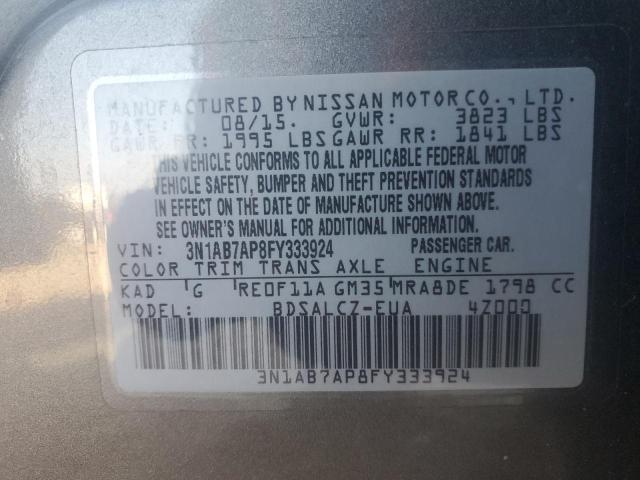 MANUFACTURED BY NISSAN MOTOR CO., LTD.
DATE: 08/15. GVWR: 3823 LBS
GAWR FR: 1995 LBS GAWR RR: 1841 LBS
THIS VEHICLE CONFORMS TO ALL APPLICABLE FEDERAL MOTOR
VEHICLE SAFETY, BUMPER AND THEFT PREVENTION STANDARDS
IN EFFECT ON THE DATE OF MANUFACTURE SHOWN ABOVE.
SEE OWNER'S MANUAL FOR ADDITIONAL INFORMATION.
VIN: 3N1AB7AP8FY333924 PASSENGER CAR.
COLOR TRIM TRANS AXLE ENGINE
KAD G RE0F11A GM35 MRA8DE 1798 CC
MODEL: BDSALCZ-EUA 4Z000
3N1AB7AP8FY333924